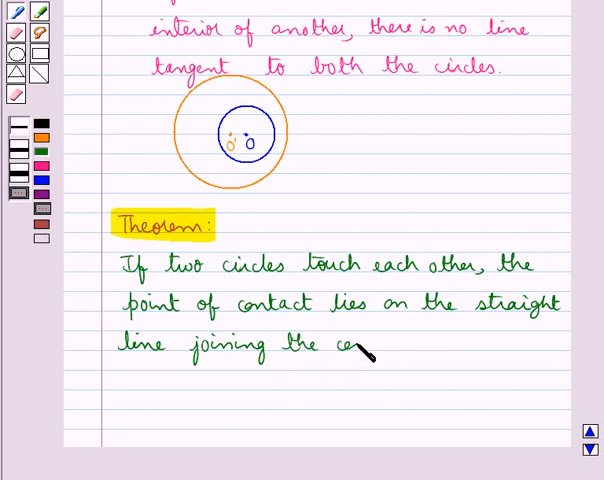 interior of another, there is no line
tangent to both the circles.
O' O
Theorem:
If two circles touch each other, the
point of contact lies on the straight
line joining the ce